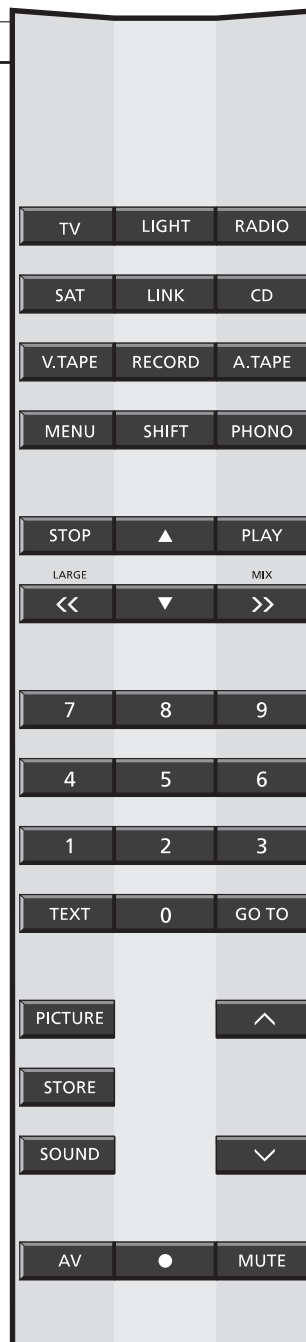 TV LIGHT RADIO
SAT LINK CD
V.TAPE RECORD A.TAPE
MENU SHIFT PHONO
STOP ▲ PLAY
LARGE MIX
<< ▼ >>
7 8 9
4 5 6
1 2 3
TEXT 0 GO TO
PICTURE
STORE
SOUND
AV ● MUTE